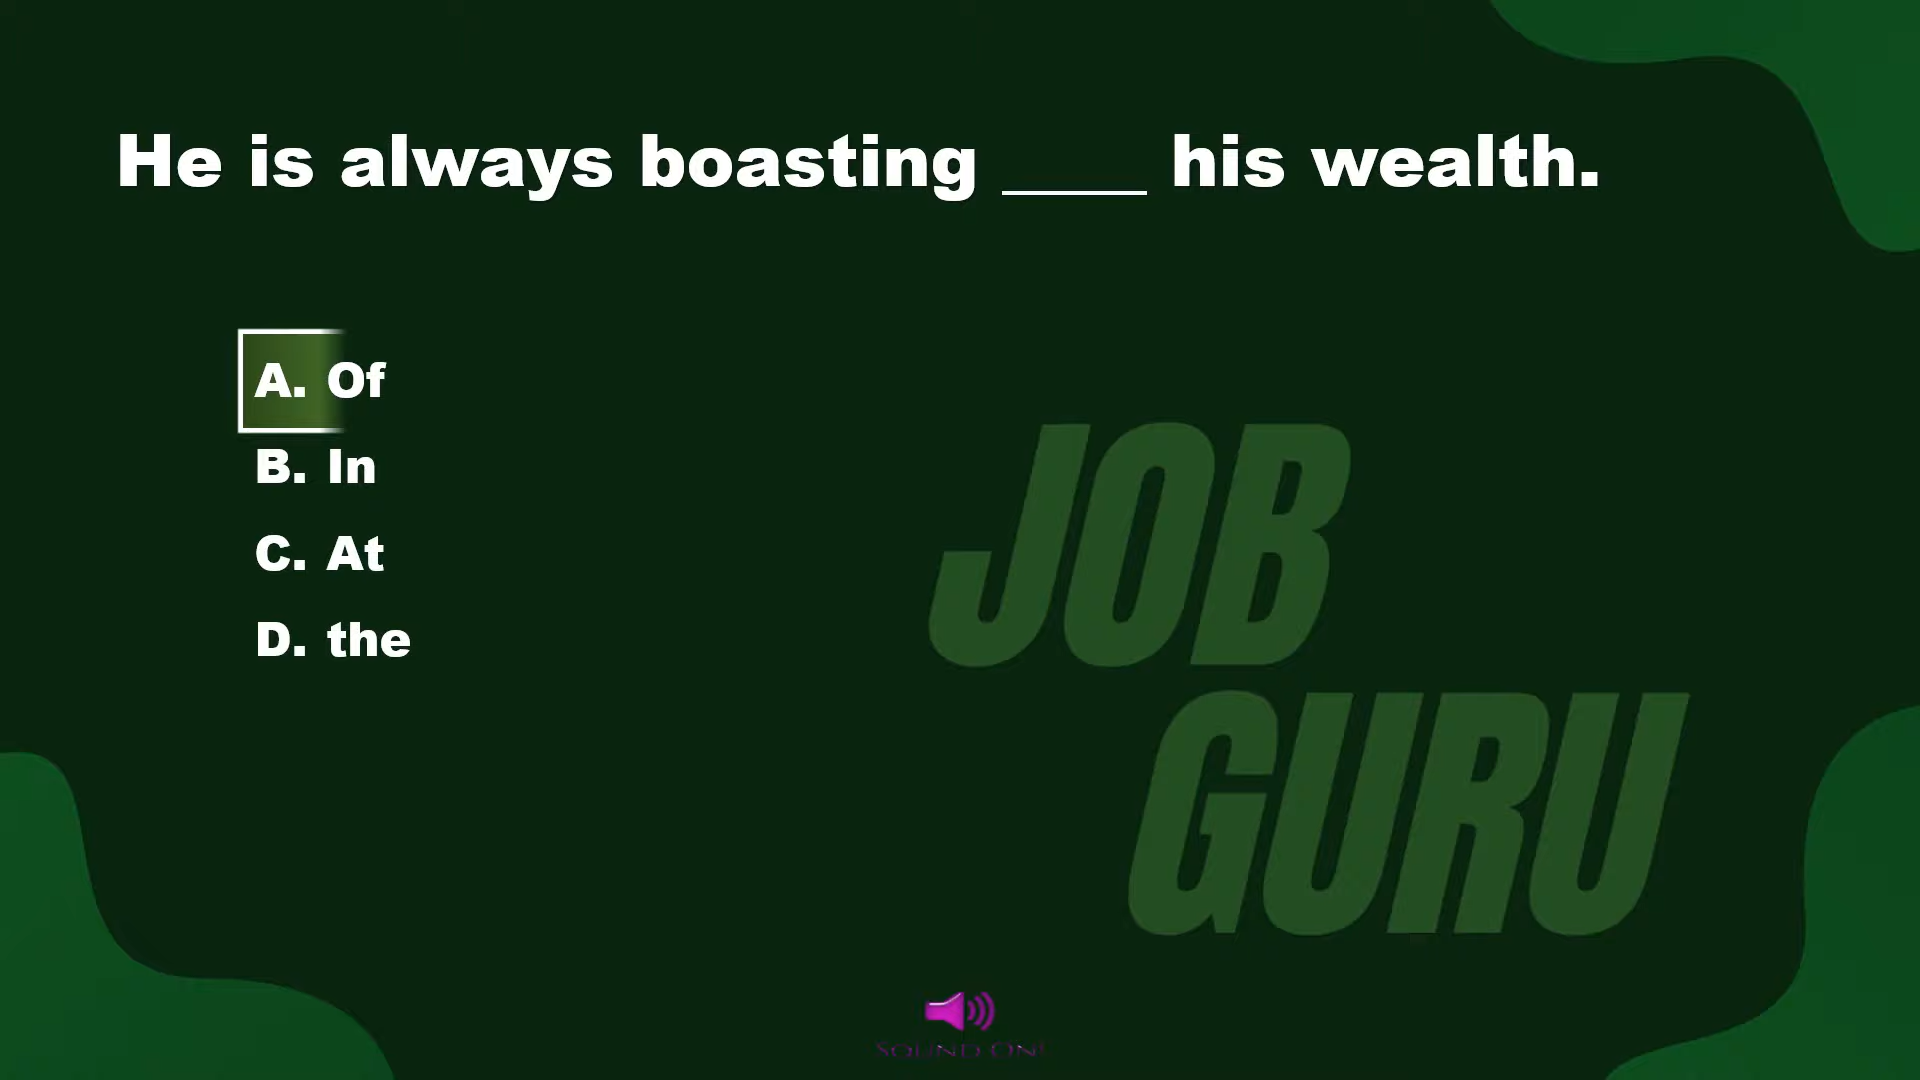 He is always boasting ____ his wealth.
A. Of
B. In
C. At
D. the
JOB
GURU
SOUND ON!